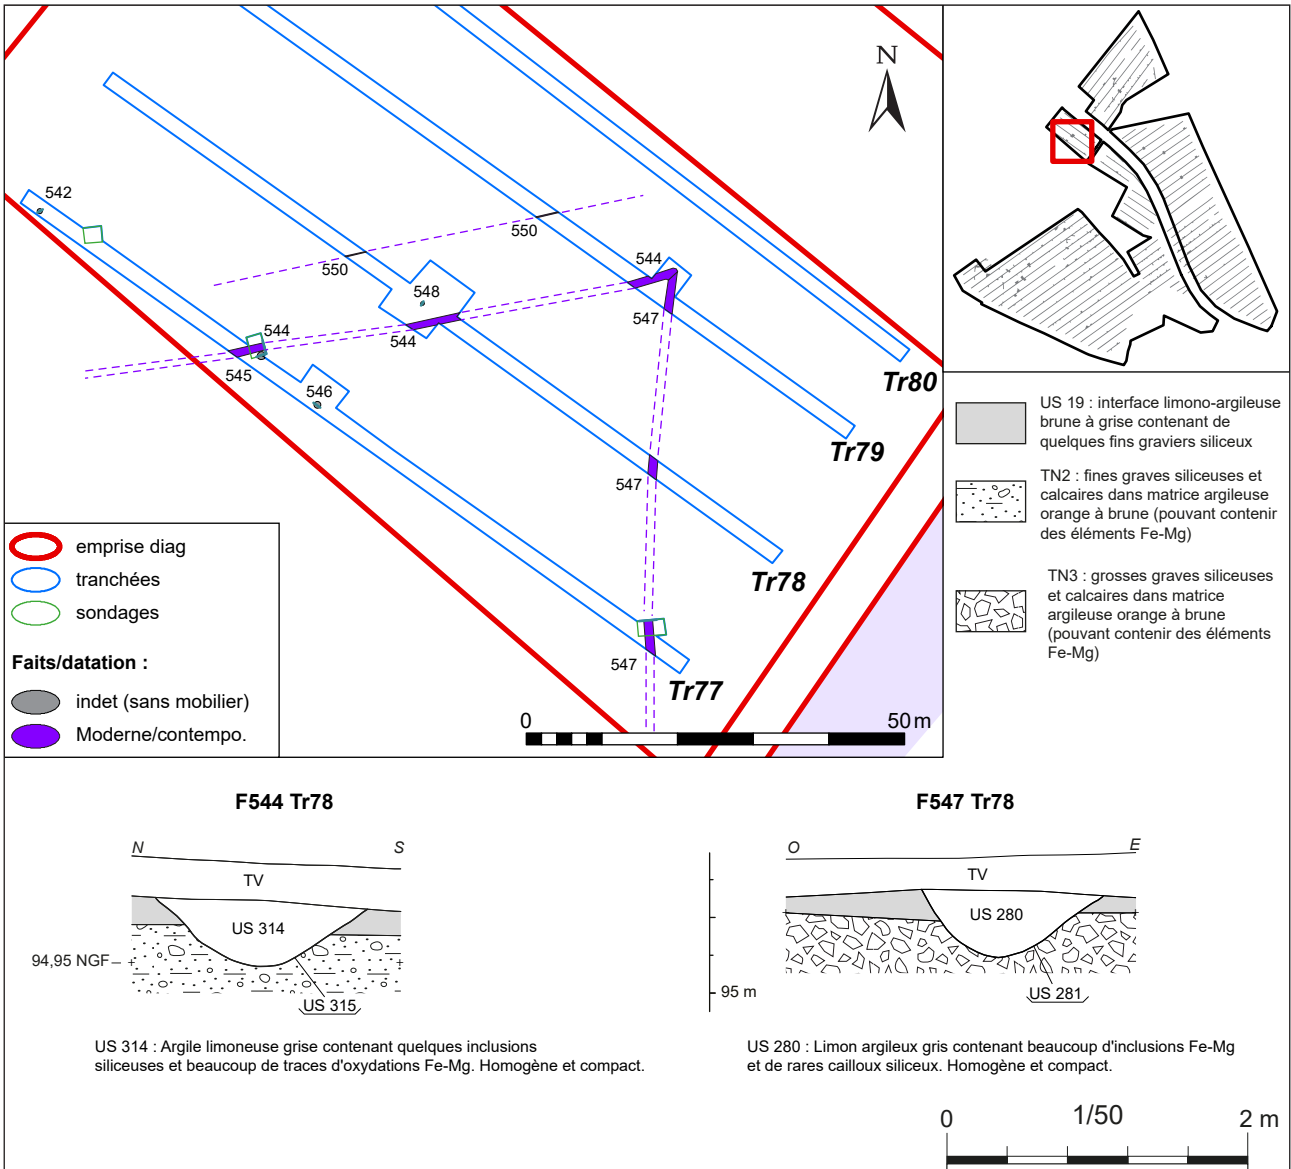 N
542
550
550
544
548
544
544
545
546
547
547
547
Tr80
Tr79
Tr78
Tr77
0
50 m
emprise diag
tranchées
sondages
Faits/datation :
indet (sans mobilier)
Moderne/contempo.
US 19 : interface limono-argileuse
brune à grise contenant de
quelques fins graviers siliceux
TN2 : fines graves siliceuses et
calcaires dans matrice argileuse
orange à brune (pouvant contenir
des éléments Fe-Mg)
TN3 : grosses graves siliceuses
et calcaires dans matrice
argileuse orange à brune
(pouvant contenir des éléments
Fe-Mg)
F544 Tr78
N
S
TV
US 314
94,95 NGF
US 315
US 314 : Argile limoneuse grise contenant quelques inclusions
siliceuses et beaucoup de traces d'oxydations Fe-Mg. Homogène et compact.
F547 Tr78
O
E
TV
US 280
95 m
US 281
US 280 : Limon argileux gris contenant beaucoup d'inclusions Fe-Mg
et de rares cailloux siliceux. Homogène et compact.
0
1/50
2 m